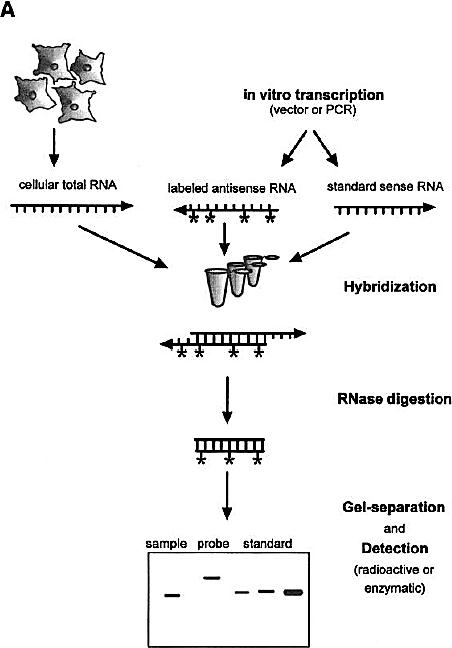 A
in vitro transcription
(vector or PCR)
cellular total RNA
labeled antisense RNA
standard sense RNA
Hybridization
RNase digestion
Gel-separation
and
Detection
(radioactive or
enzymatic)
sample probe standard